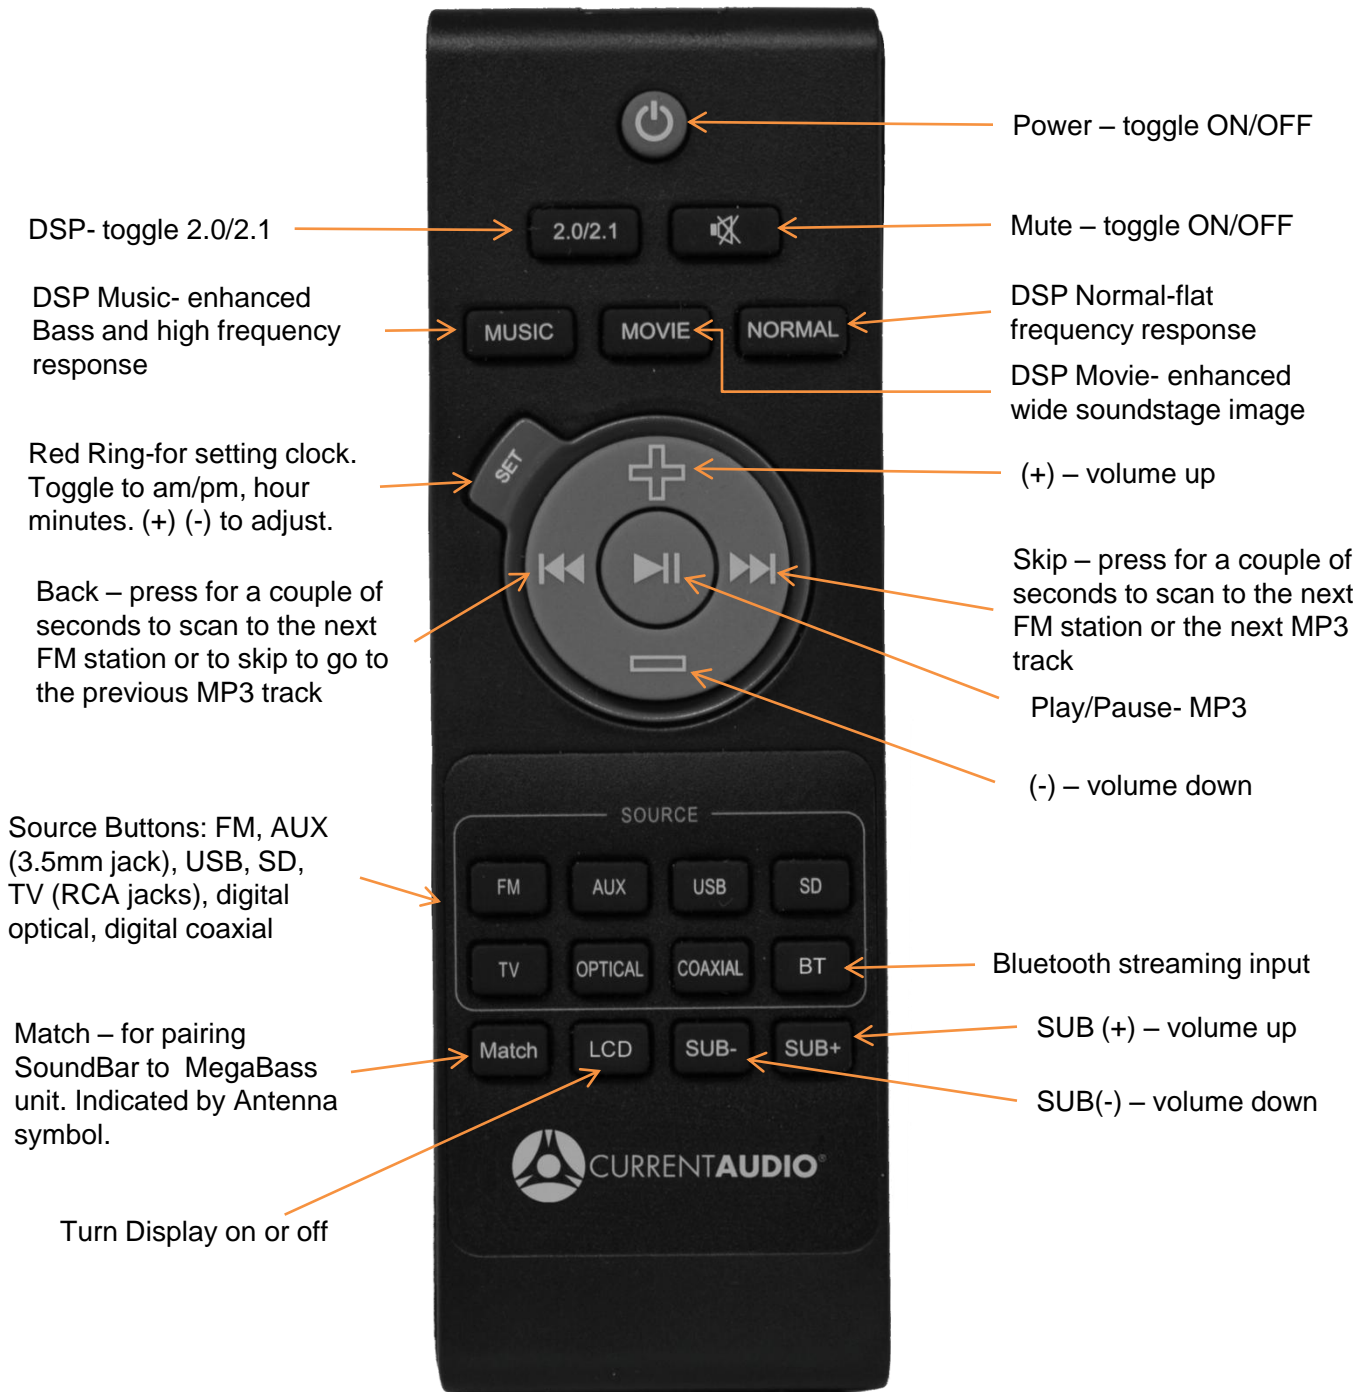 Power – toggle ON/OFF
DSP- toggle 2.0/2.1
2.0/2.1
Mute – toggle ON/OFF
DSP Music- enhanced
Bass and high frequency
response
MUSIC
MOVIE
NORMAL
DSP Normal-flat
frequency response
DSP Movie- enhanced
wide soundstage image
Red Ring-for setting clock.
Toggle to am/pm, hour
minutes. (+) (-) to adjust.
SET
(+) – volume up
Back – press for a couple of
seconds to scan to the next
FM station or to skip to go to
the previous MP3 track
Skip – press for a couple of
seconds to scan to the next
FM station or the next MP3
track
Play/Pause- MP3
(-) – volume down
Source Buttons: FM, AUX
(3.5mm jack), USB, SD,
TV (RCA jacks), digital
optical, digital coaxial
SOURCE
FM
AUX
USB
SD
TV
OPTICAL
COAXIAL
BT
Bluetooth streaming input
Match – for pairing
SoundBar to  MegaBass
unit. Indicated by Antenna
symbol.
Match
LCD
SUB-
SUB+
SUB (+) – volume up
SUB(-) – volume down
CURRENTAUDIO®
Turn Display on or off